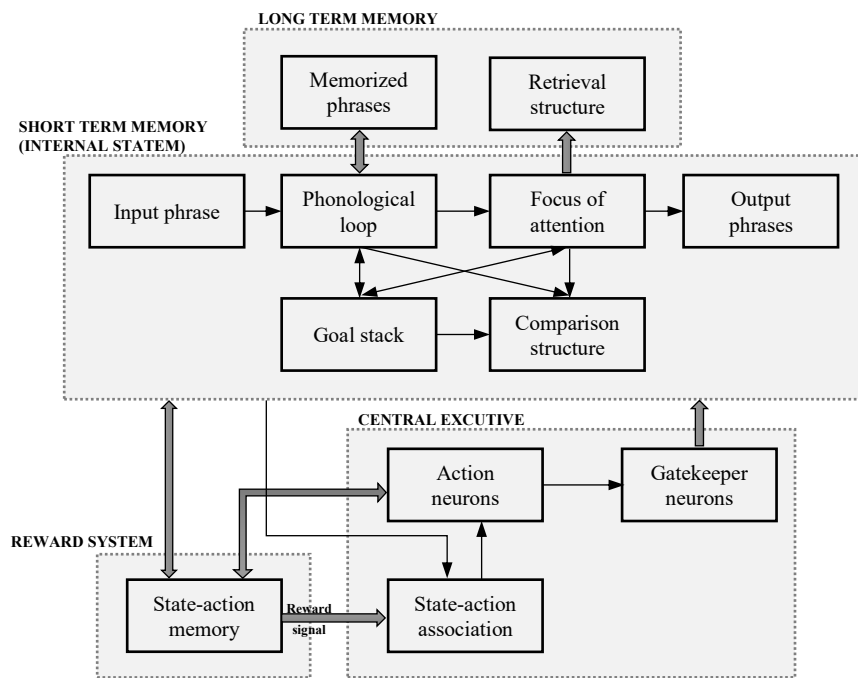 LONG TERM MEMORY
Memorized
phrases
Retrieval
structure
SHORT TERM MEMORY
(INTERNAL STATEM)
Input phrase
Phonological
loop
Focus of
attention
Output
phrases
Goal stack
Comparison
structure
CENTRAL EXCUTIVE
Action
neurons
Gatekeeper
neurons
REWARD SYSTEM
State-action
memory
Reward
signal
State-action
association